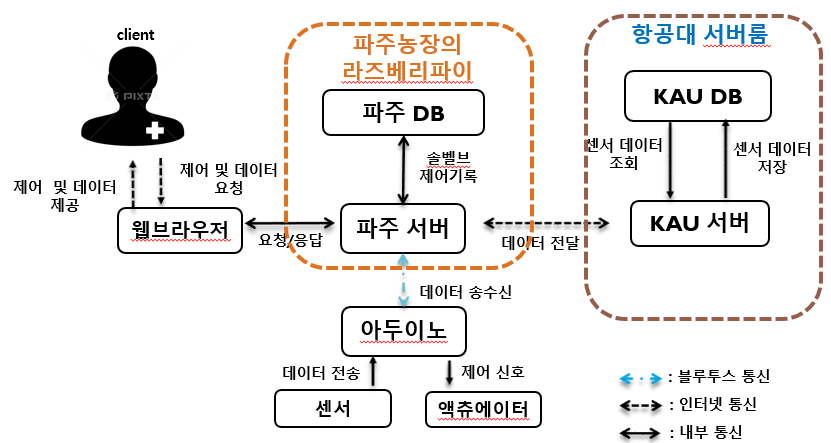 client
파주농장의
라즈베리파이
항공대 서버룸
파주 DB
KAU DB
솔벨브
제어기록
센서 데이터
조회
센서 데이터
저장
제어 및 데이터
제공
제어 및 데이터
요청
웹브라우저
요청/응답
파주 서버
데이터 전달
KAU 서버
데이터 송수신
아두이노
데이터 전송
제어 신호
센서
액츄에이터
: 블루투스 통신
: 인터넷 통신
: 내부 통신